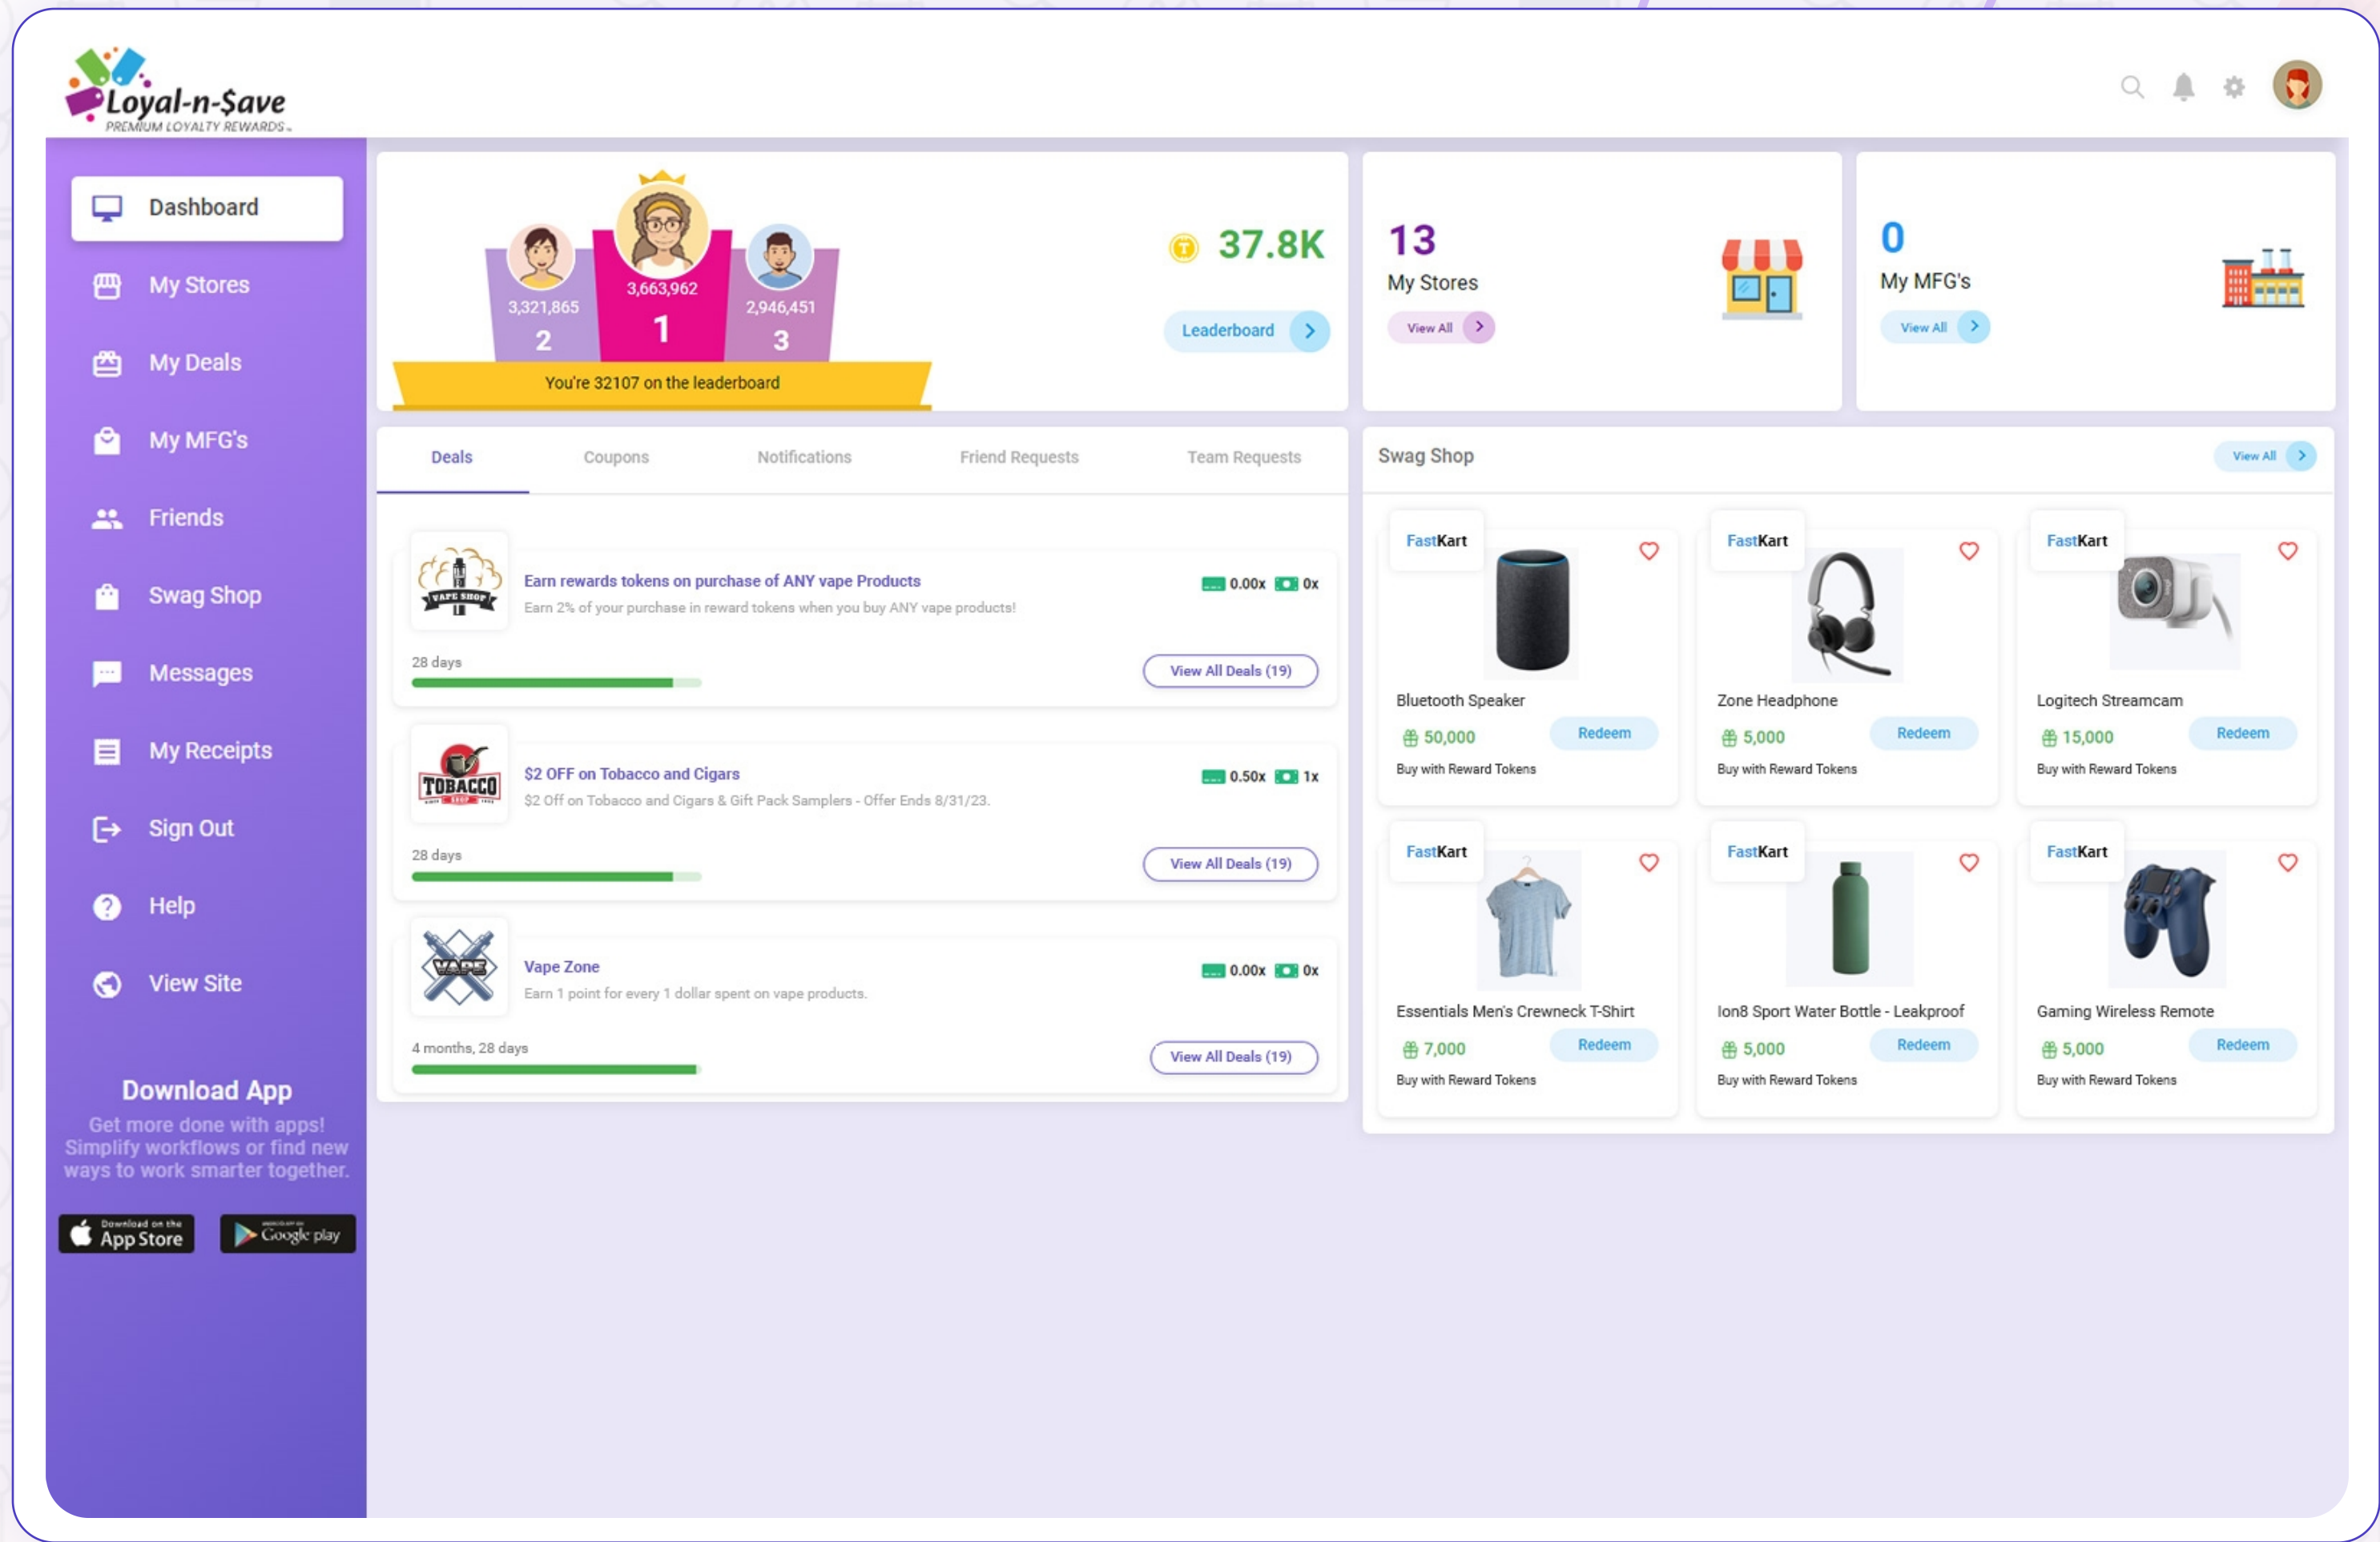 Loyal-n-$ave
PREMIUM LOYALTY REWARDS
Dashboard
My Stores
My Deals
My MFG's
Friends
Swag Shop
Messages
My Receipts
Sign Out
Help
View Site
Download App
Get more done with apps!
Simplify workflows or find new
ways to work smarter together.
Download on the
App Store
Google play
3,321,865
2
3,663,962
1
2,946,451
3
You're 32107 on the leaderboard
37.8K
Leaderboard
13
My Stores
View All
0
My MFG's
View All
Deals
Coupons
Notifications
Friend Requests
Team Requests
VAPE SHOP
Earn rewards tokens on purchase of ANY vape Products
Earn 2% of your purchase in reward tokens when you buy ANY vape products!
0.00x 0x
28 days
View All Deals (19)
TOBACCO
SHOP
$2 OFF on Tobacco and Cigars
$2 Off on Tobacco and Cigars & Gift Pack Samplers - Offer Ends 8/31/23.
0.50x 1x
28 days
View All Deals (19)
VAPE
Vape Zone
Earn 1 point for every 1 dollar spent on vape products.
0.00x 0x
4 months, 28 days
View All Deals (19)
Swag Shop
View All
FastKart
Bluetooth Speaker
50,000
Redeem
Buy with Reward Tokens
FastKart
Zone Headphone
5,000
Redeem
Buy with Reward Tokens
FastKart
Logitech Streamcam
15,000
Redeem
Buy with Reward Tokens
FastKart
Essentials Men's Crewneck T-Shirt
7,000
Redeem
Buy with Reward Tokens
FastKart
Ion8 Sport Water Bottle - Leakproof
5,000
Redeem
Buy with Reward Tokens
FastKart
Gaming Wireless Remote
5,000
Redeem
Buy with Reward Tokens